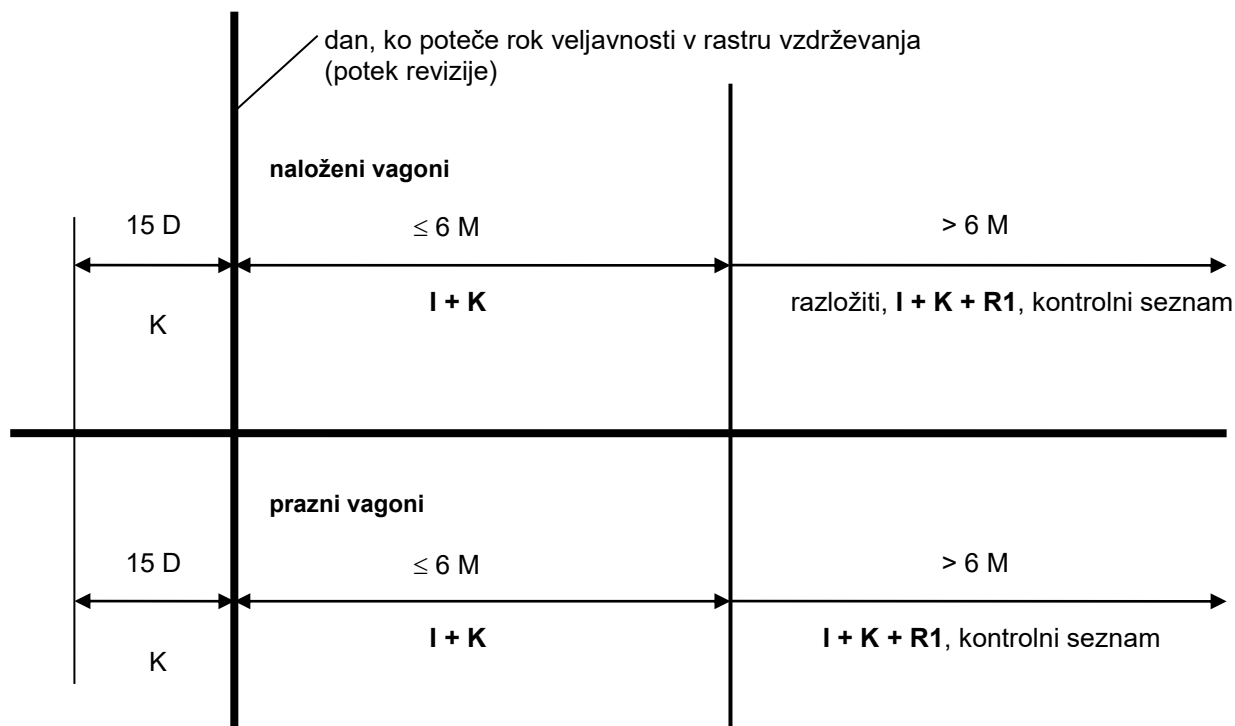 dan, ko poteče rok veljavnosti v rastru vzdrževanja
(potek revizije)
naloženi vagoni
15 D ≤ 6 M > 6 M
K I + K razložiti, I + K + R1, kontrolni seznam
prazni vagoni
15 D ≤ 6 M > 6 M
K I + K I + K + R1, kontrolni seznam